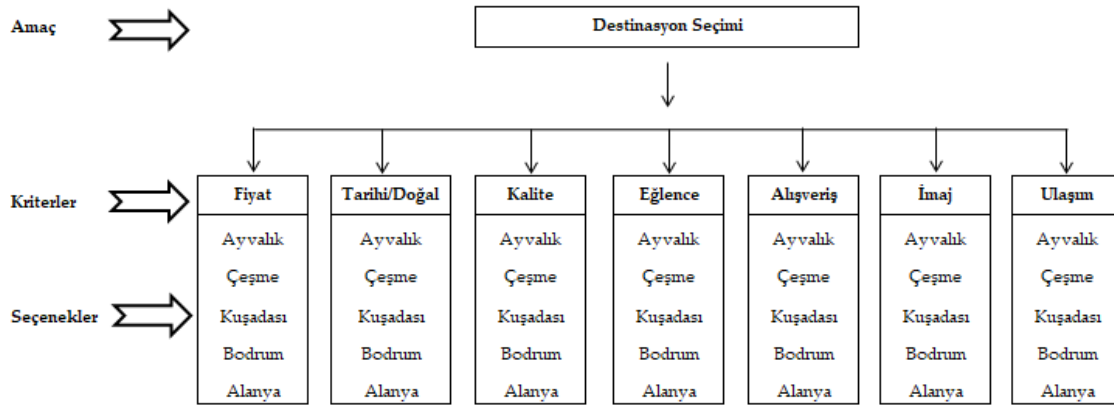 Amaç
Destinasyon Seçimi
Kriterler
Fiyat Tarihi/Doğal Kalite Eğlence Alışveriş İmaj Ulaşım
Ayvalık Ayvalık Ayvalık Ayvalık Ayvalık Ayvalık Ayvalık
Çeşme Çeşme Çeşme Çeşme Çeşme Çeşme Çeşme
Seçenekler
Kuşadası Kuşadası Kuşadası Kuşadası Kuşadası Kuşadası Kuşadası
Bodrum Bodrum Bodrum Bodrum Bodrum Bodrum Bodrum
Alanya Alanya Alanya Alanya Alanya Alanya Alanya